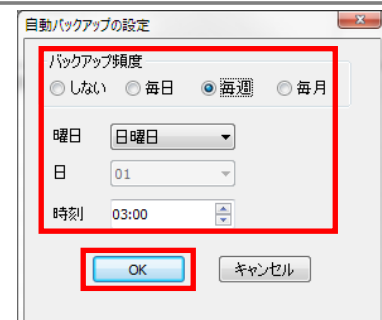 自動バックアップの設定
バックアップ頻度
しない 毎日 毎週 毎月
曜日 日曜日
日 01
時刻 03:00
OK キャンセル